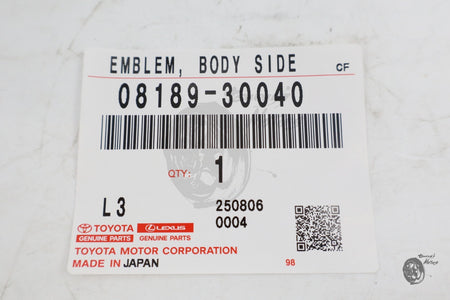 EMBLEM, BODY SIDE CF
08189-30040
QTY: 1
L3 250806
0004
TOYOTA LEXUS
GENUINE PARTS GENUINE PARTS
TOYOTA MOTOR CORPORATION
MADE IN JAPAN 98